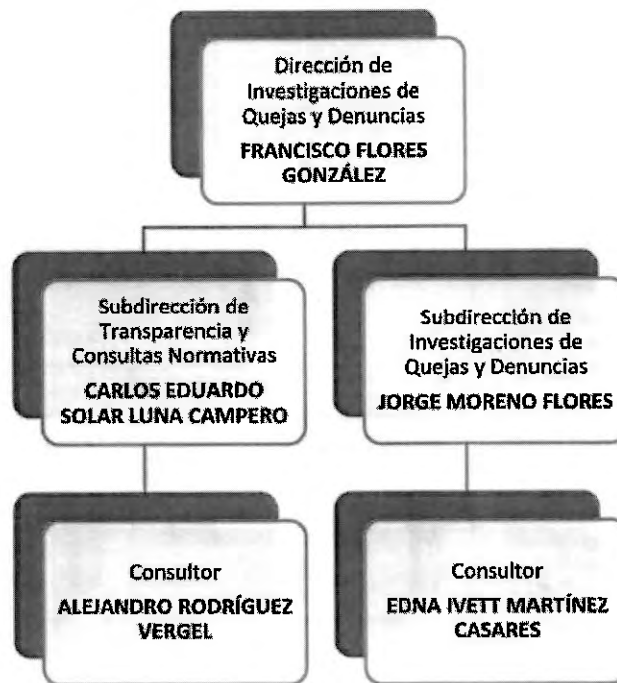 Dirección de
Investigaciones de
Quejas y Denuncias
FRANCISCO FLORES
GONZÁLEZ
Subdirección de
Transparencia y
Consultas Normativas
CARLOS EDUARDO
SOLAR LUNA CAMPERO
Subdirección de
Investigaciones de
Quejas y Denuncias
JORGE MORENO FLORES
Consultor
ALEJANDRO RODRÍGUEZ
VERGEL
Consultor
EDNA IVETT MARTÍNEZ
CASARES